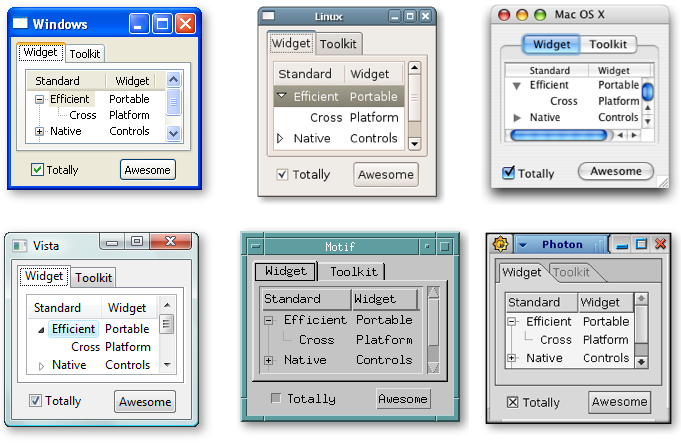 Windows
Widget Toolkit
Standard Widget
Efficient Portable
Cross Platform
Native Controls
Totally Awesome
Linux
Widget Toolkit
Standard Widget
Efficient Portable
Cross Platform
Native Controls
Totally Awesome
Mac OS X
Widget Toolkit
Standard Widget
Efficient Portable
Cross Platform
Native Controls
Totally Awesome
Vista
Widget Toolkit
Standard Widget
Efficient Portable
Cross Platform
Native Controls
Totally Awesome
Motif
Widget Toolkit
Standard Widget
Efficient Portable
Cross Platform
Native Controls
Totally Awesome
Photon
Widget Toolkit
Standard Widget
Efficient Portable
Cross Platform
Native Controls
Totally Awesome